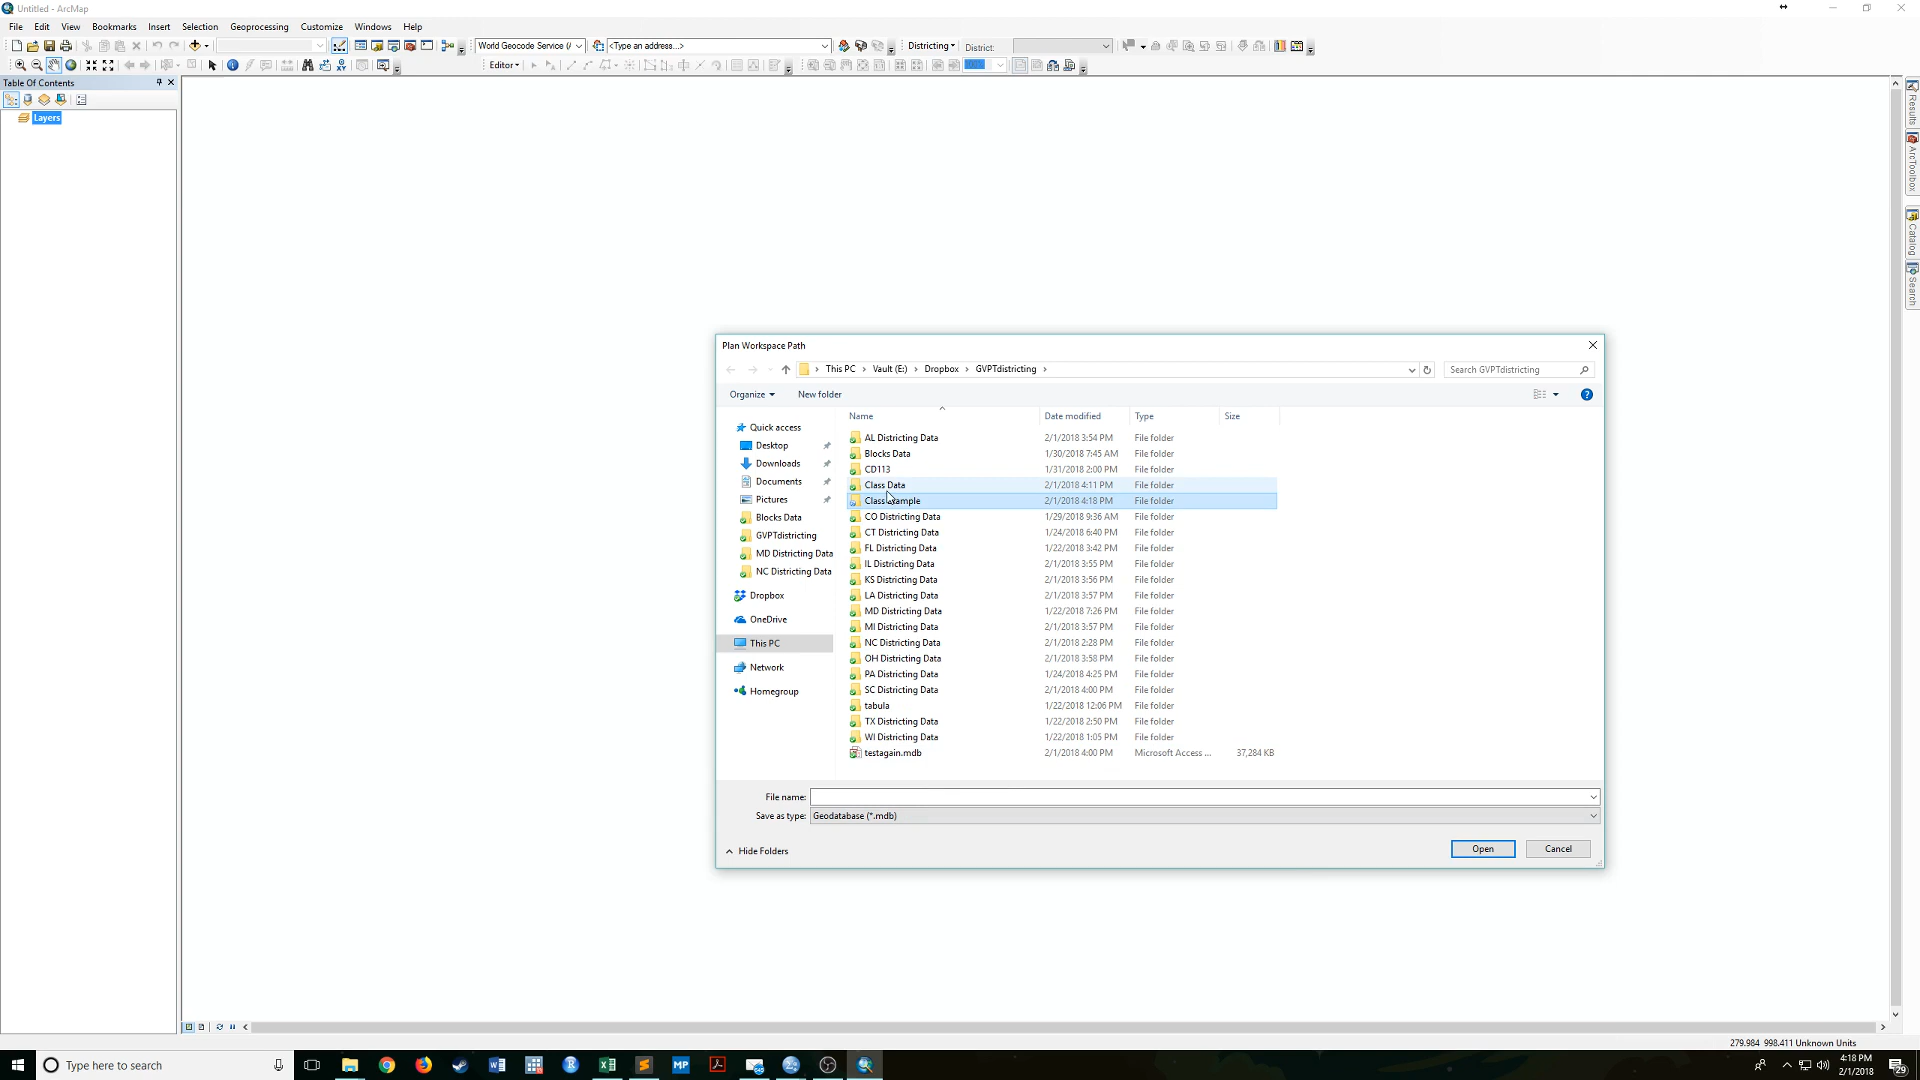 Untitled - ArcMap
File Edit View Bookmarks Insert Selection Geoprocessing Customize Windows Help
World Geocode Service (A <Type an address...> Districting District:
Editor
Table Of Contents
Layers
Results
ArcToolbox
Catalog
Search
Plan Workspace Path
This PC Vault (E:) Dropbox GVPTdistricting Search GVPTdistricting
Organize New folder
Name Date modified Type Size
Quick access
Desktop
Downloads
Documents
Pictures
Blocks Data
GVPTdistricting
MD Districting Data
NC Districting Data
Dropbox
OneDrive
This PC
Network
Homegroup
AL Districting Data 2/1/2018 3:54 PM File folder
Blocks Data 1/30/2018 7:45 AM File folder
CD113 1/31/2018 2:00 PM File folder
Class Data 2/1/2018 4:11 PM File folder
Class Example 2/1/2018 4:18 PM File folder
CO Districting Data 1/29/2018 9:36 AM File folder
CT Districting Data 1/24/2018 6:40 PM File folder
FL Districting Data 1/22/2018 3:42 PM File folder
IL Districting Data 2/1/2018 3:55 PM File folder
KS Districting Data 2/1/2018 3:56 PM File folder
LA Districting Data 2/1/2018 3:57 PM File folder
MD Districting Data 1/22/2018 7:26 PM File folder
MI Districting Data 2/1/2018 3:57 PM File folder
NC Districting Data 2/1/2018 2:28 PM File folder
OH Districting Data 2/1/2018 3:58 PM File folder
PA Districting Data 1/24/2018 4:25 PM File folder
SC Districting Data 2/1/2018 4:00 PM File folder
tabula 1/22/2018 12:06 PM File folder
TX Districting Data 1/22/2018 2:50 PM File folder
WI Districting Data 1/22/2018 1:05 PM File folder
testagain.mdb 2/1/2018 4:00 PM Microsoft Access ... 37,284 KB
File name:
Save as type: Geodatabase (*.mdb)
Hide Folders Open Cancel
279.984 998.411 Unknown Units
Type here to search
MP
4:18 PM
2/1/2018
29